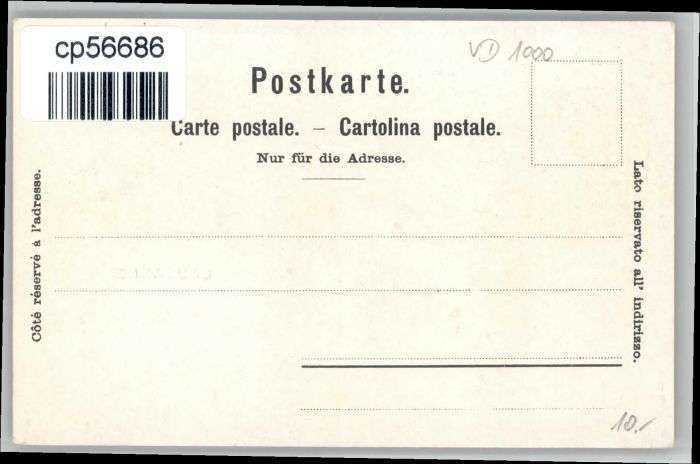 cp56686
VD 1000
Postkarte.
Carte postale. – Cartolina postale.
Nur für die Adresse.
Côté réservé à l'adresse.
Lato riservato all' indirizzo.
10.-